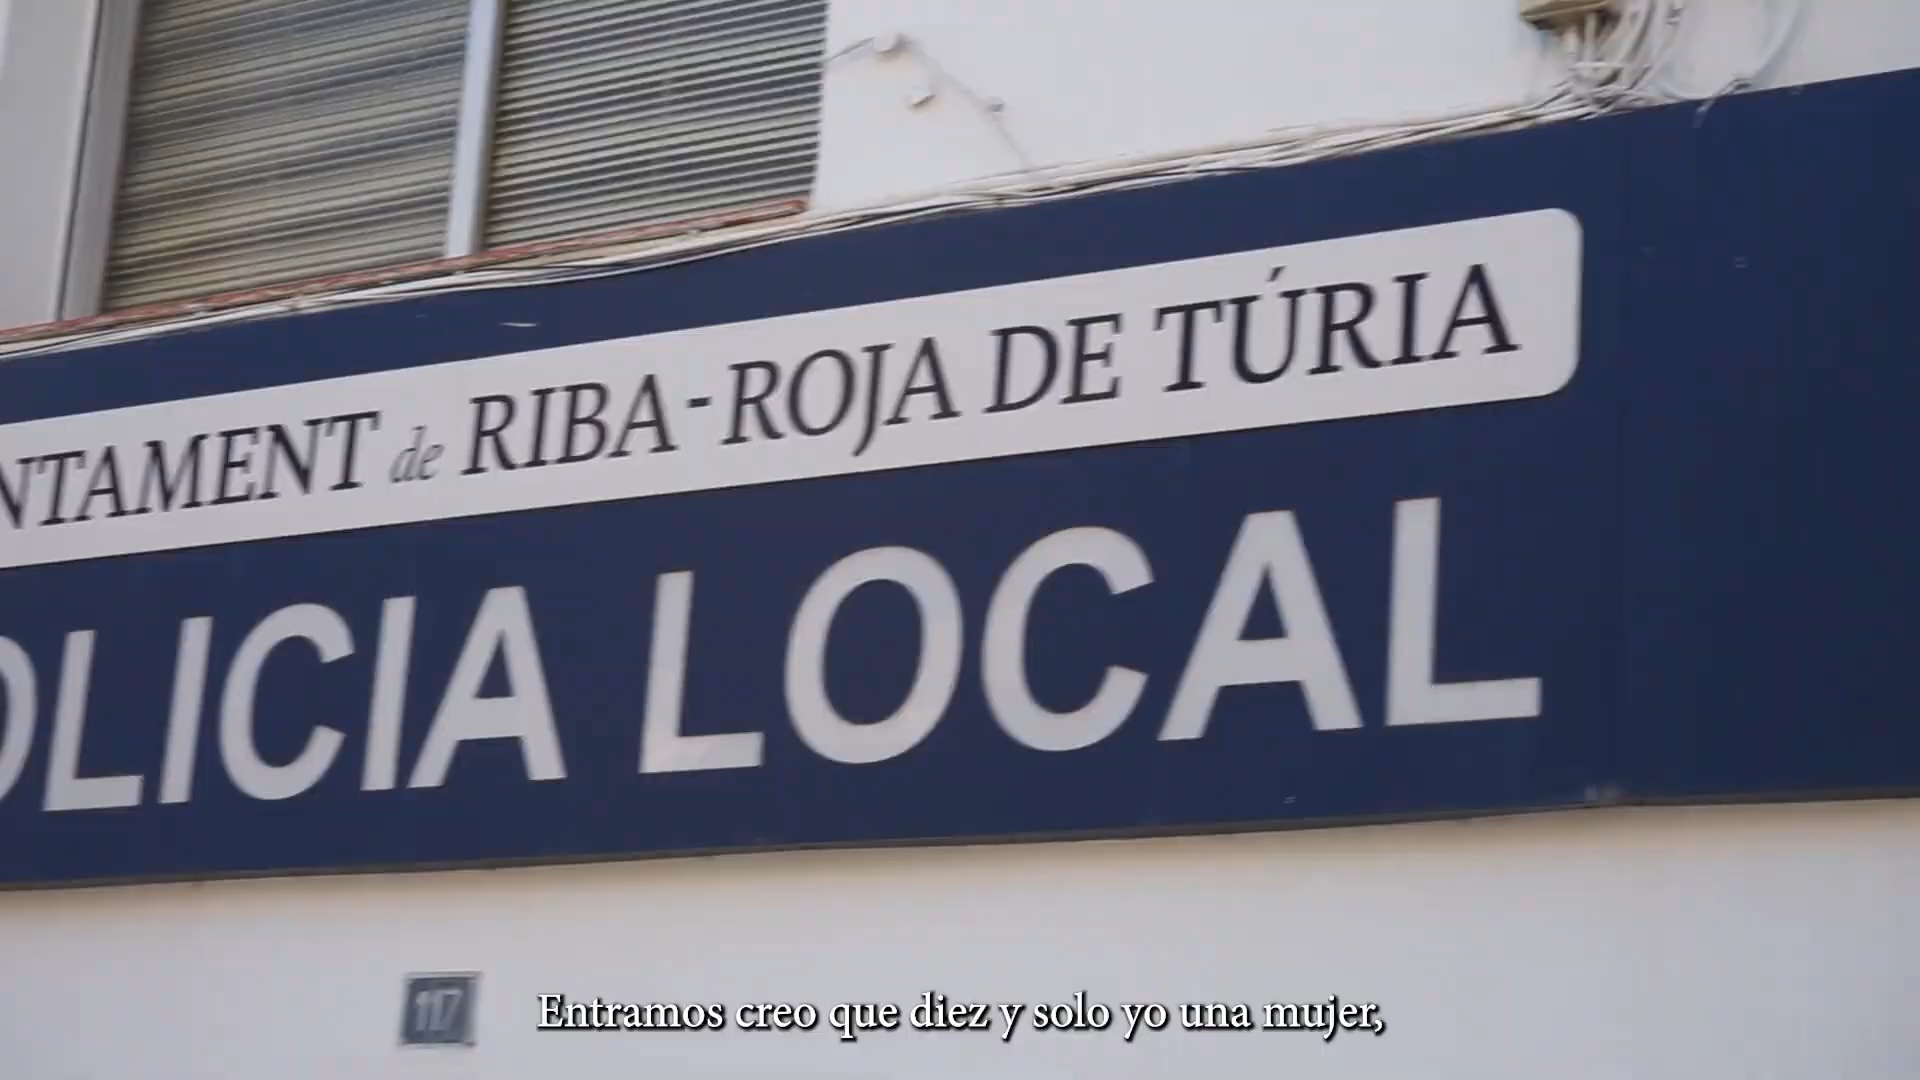 NTAMENT de RIBA-ROJA DE TÚRIA
OLICIA LOCAL
117
Entramos creo que diez y solo yo una mujer,